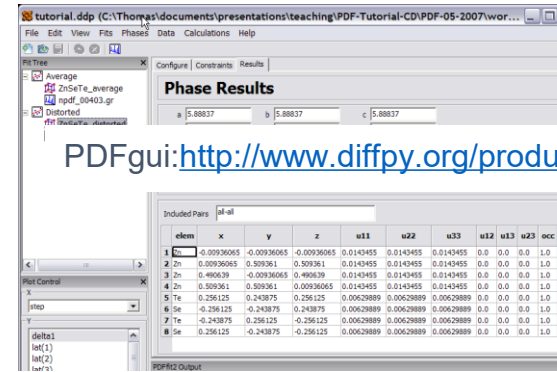 tutorial.ddp (C:\Thomas\documents\presentations\teaching\PDF-Tutorial-CD\PDF-05-2007\wor...
File Edit View Fits Phases Data Calculations Help
Fit Tree
Average
ZnSeTe_average
npdf_00403.gr
Distorted
ZnSeTe_distorted
Configure Constraints Results
Phase Results
a 5.88837 b 5.88837 c 5.88837
PDFgui:http://www.diffpy.org/produ
Included Pairs all-all
elem x y z u11 u22 u33 u12 u13 u23 occ
1 Zn -0.00936065 -0.00936065 -0.00936065 0.0143455 0.0143455 0.0143455 0.0 0.0 0.0 1.0
2 Zn 0.00936065 0.509361 0.509361 0.0143455 0.0143455 0.0143455 0.0 0.0 0.0 1.0
3 Zn 0.490639 -0.00936065 0.490639 0.0143455 0.0143455 0.0143455 0.0 0.0 0.0 1.0
4 Zn 0.509361 0.509361 0.00936065 0.0143455 0.0143455 0.0143455 0.0 0.0 0.0 1.0
5 Te 0.256125 0.243875 0.256125 0.00629889 0.00629889 0.00629889 0.0 0.0 0.0 1.0
6 Se -0.256125 -0.243875 0.243875 0.00629889 0.00629889 0.00629889 0.0 0.0 0.0 1.0
7 Te -0.243875 0.256125 -0.256125 0.00629889 0.00629889 0.00629889 0.0 0.0 0.0 1.0
8 Se 0.256125 -0.243875 -0.243875 0.00629889 0.00629889 0.00629889 0.0 0.0 0.0 1.0
Plot Control
X
step
Y
delta1
lat(1)
lat(2)
lat(3)
PDFfit2 Output